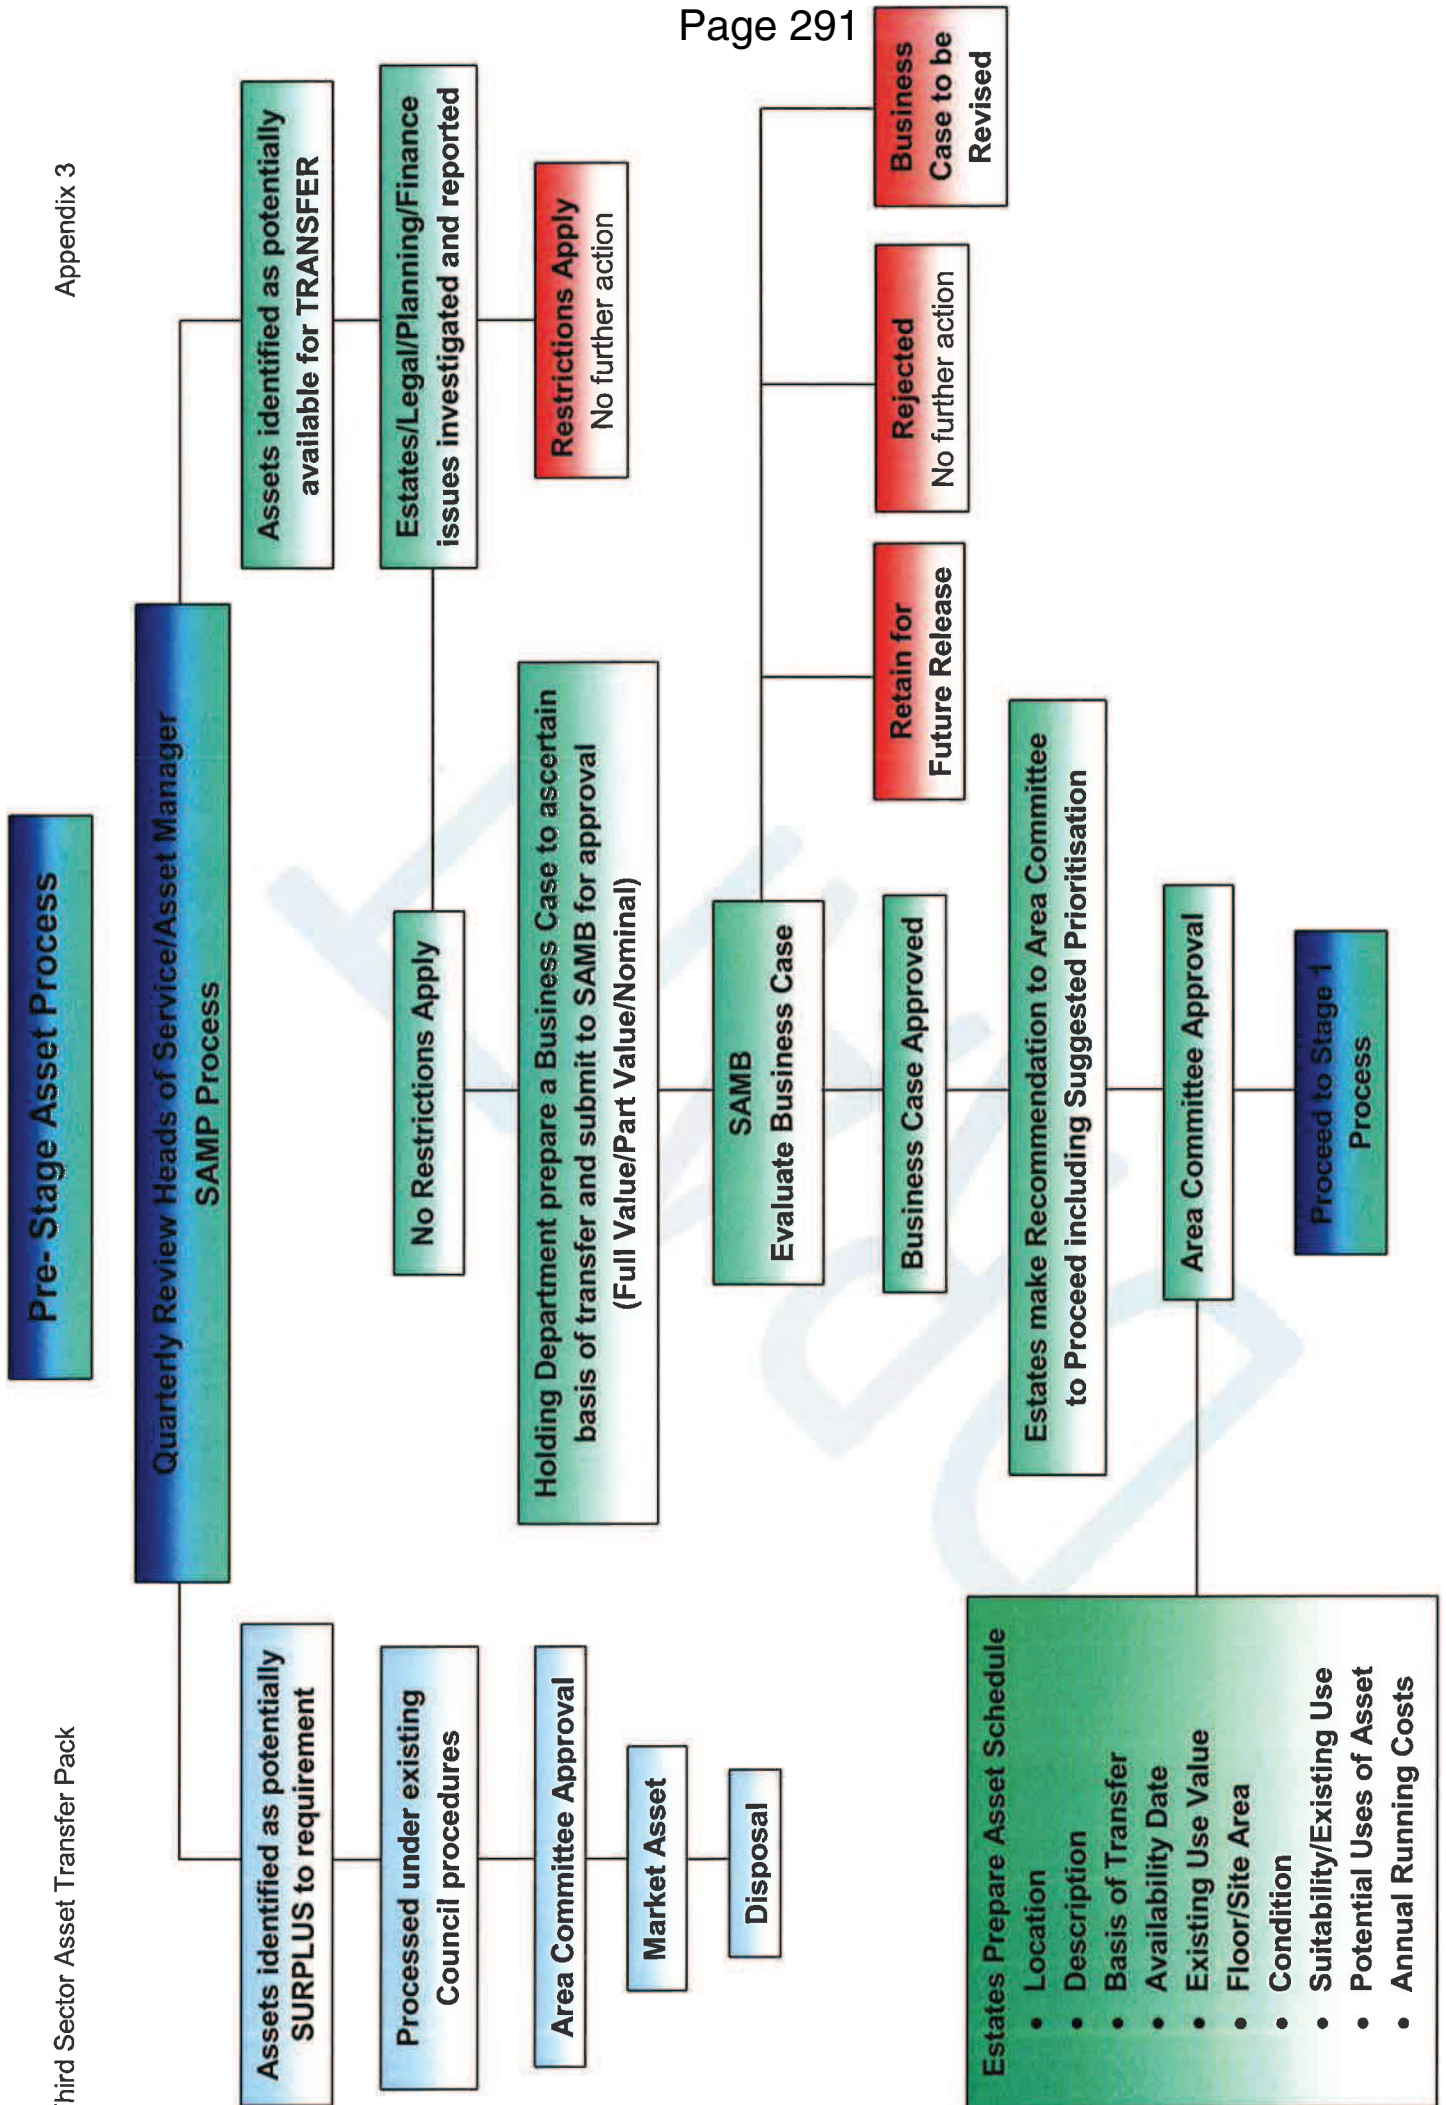 Page 291
Third Sector Asset Transfer Pack
Appendix 3
Pre- Stage Asset Process
Quarterly Review Heads of Service/Asset Manager
SAMP Process
Assets identified as potentially
SURPLUS to requirement
Processed under existing
Council procedures
Area Committee Approval
Market Asset
Disposal
Assets identified as potentially
available for TRANSFER
Estates/Legal/Planning/Finance
issues investigated and reported
Restrictions Apply
No further action
No Restrictions Apply
Holding Department prepare a Business Case to ascertain
basis of transfer and submit to SAMB for approval
(Full Value/Part Value/Nominal)
SAMB
Evaluate Business Case
Retain for
Future Release
Rejected
No further action
Business
Case to be
Revised
Business Case Approved
Estates make Recommendation to Area Committee
to Proceed including Suggested Prioritisation
Area Committee Approval
Proceed to Stage 1
Process
Estates Prepare Asset Schedule
• Location
• Description
• Basis of Transfer
• Availability Date
• Existing Use Value
• Floor/Site Area
• Condition
• Suitability/Existing Use
• Potential Uses of Asset
• Annual Running Costs